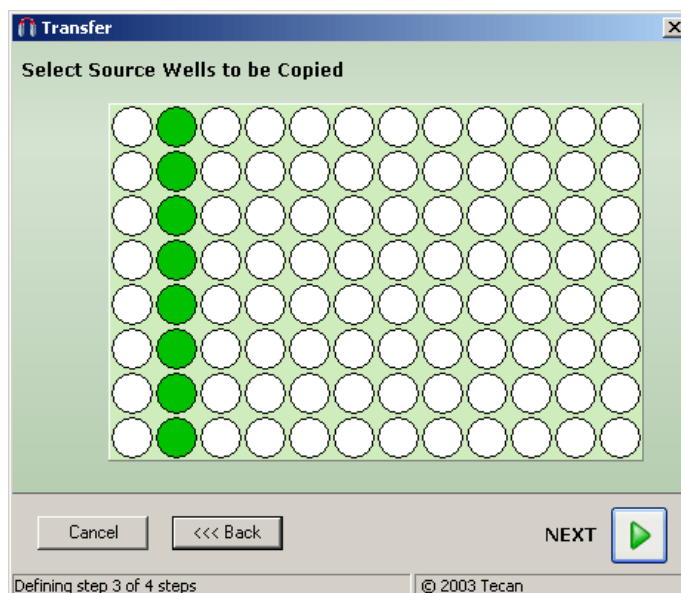 Transfer
Select Source Wells to be Copied
Cancel
<<< Back
NEXT
Defining step 3 of 4 steps
© 2003 Tecan